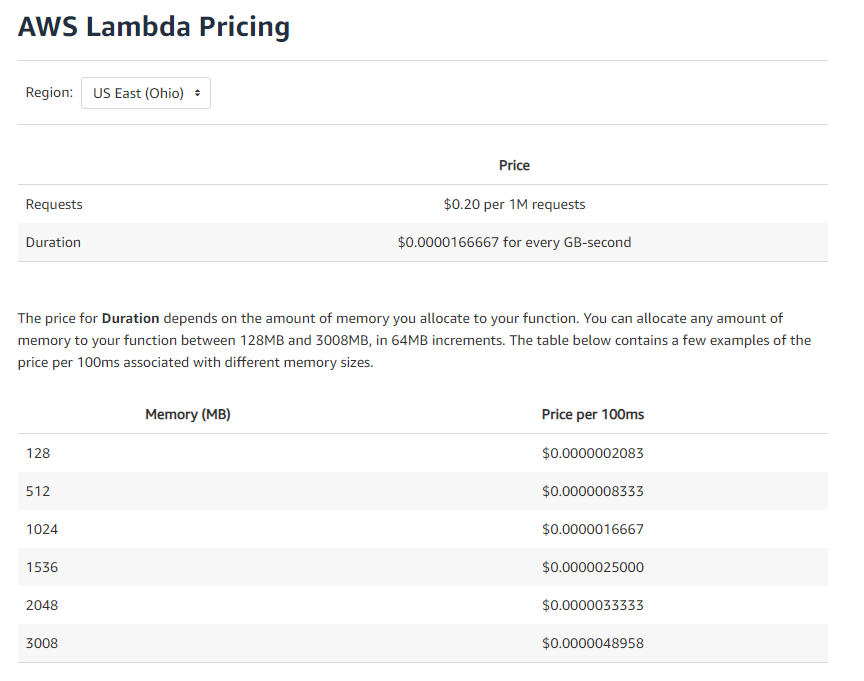 AWS Lambda Pricing
Region: US East (Ohio)
Price
Requests $0.20 per 1M requests
Duration $0.0000166667 for every GB-second
The price for Duration depends on the amount of memory you allocate to your function. You can allocate any amount of
memory to your function between 128MB and 3008MB, in 64MB increments. The table below contains a few examples of the
price per 100ms associated with different memory sizes.
Memory (MB) Price per 100ms
128 $0.0000002083
512 $0.0000008333
1024 $0.0000016667
1536 $0.0000025000
2048 $0.0000033333
3008 $0.0000048958